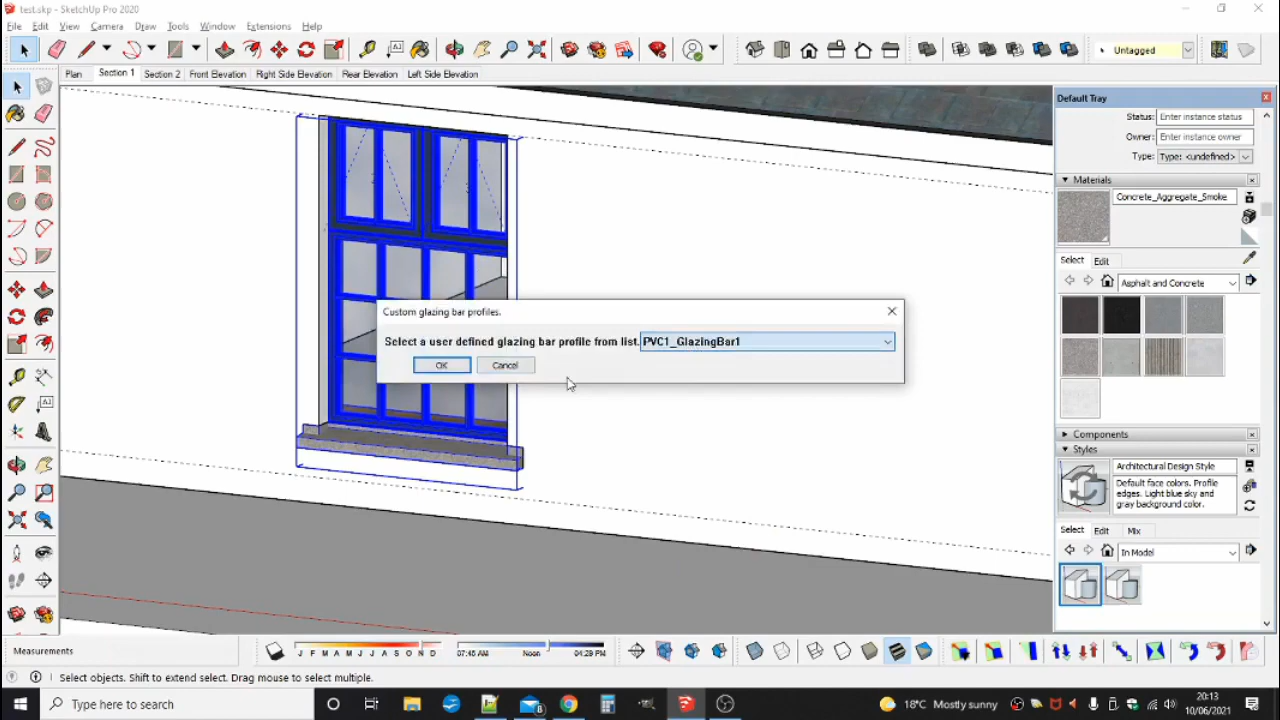 test.skp - SketchUp Pro 2020
File Edit View Camera Draw Tools Window Extensions Help
Untagged
Plan Section 1 Section 2 Front Elevation Right Side Elevation Rear Elevation Left Side Elevation
Default Tray
Status: Enter instance status
Owner: Enter instance owner
Type: Type: <undefined>
Materials
Concrete_Aggregate_Smoke
Select Edit
Asphalt and Concrete
Custom glazing bar profiles.
Select a user defined glazing bar profile from list. PVC1_GlazingBar1
OK Cancel
Components
Styles
Architectural Design Style
Default face colors. Profile
edges. Light blue sky and
gray background color.
Select Edit Mix
In Model
Measurements
J F M A M J J A S O N D 07:45 AM Noon 04:29 PM
Select objects. Shift to extend select. Drag mouse to select multiple.
Type here to search
8
18°C Mostly sunny
20:13
10/06/2021